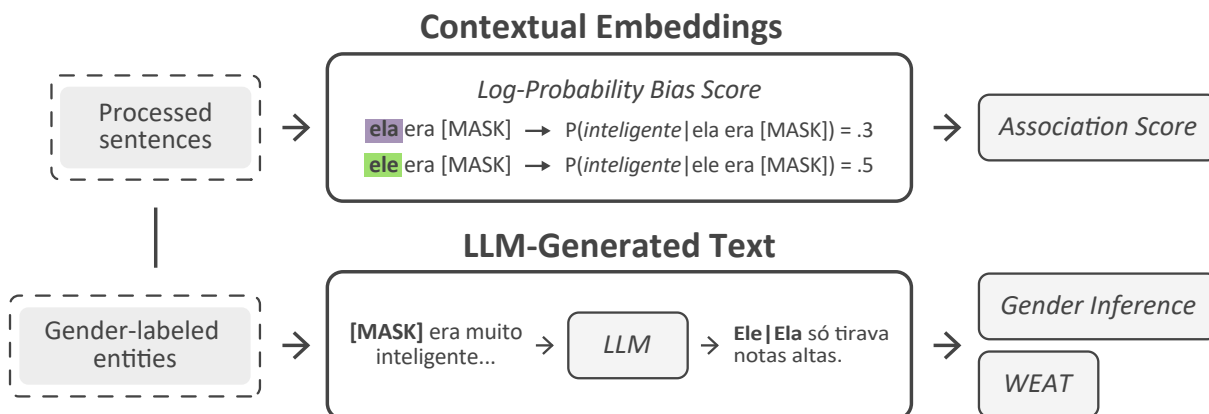 Contextual Embeddings
Processed
sentences
Log-Probability Bias Score
ela era [MASK] → P(inteligente|ela era [MASK]) = .3
ele era [MASK] → P(inteligente|ele era [MASK]) = .5
Association Score
LLM-Generated Text
Gender-labeled
entities
[MASK] era muito
inteligente...
LLM
Ele|Ela só tirava
notas altas.
Gender Inference
WEAT